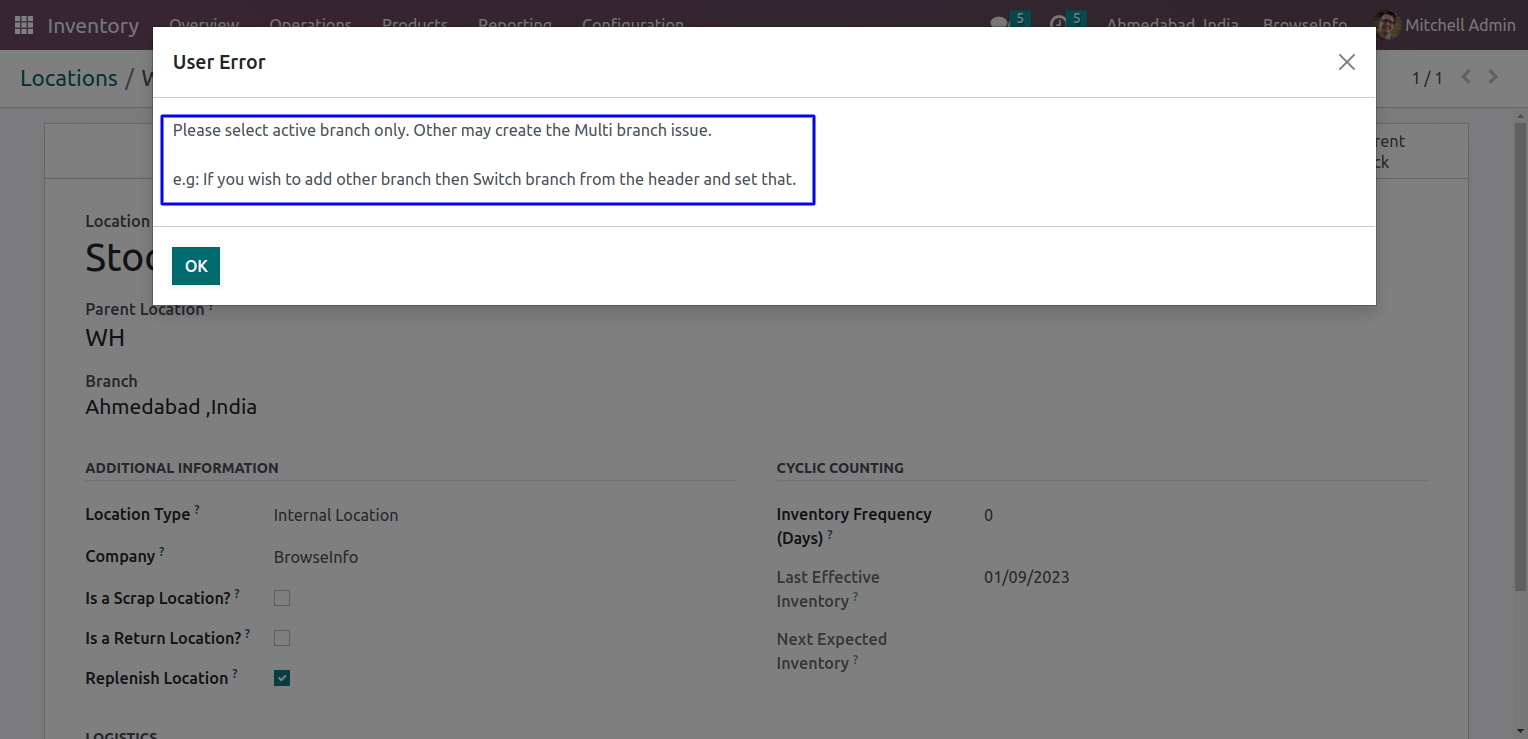 Inventory Overview Operations Products Reporting Configuration 5 5 Ahmedabad, India BrowseInfo Mitchell Admin
User Error
Locations / W
1 / 1
Please select active branch only. Other may create the Multi branch issue.
e.g: If you wish to add other branch then Switch branch from the header and set that.
OK
Location
Stoc
Parent Location ?
WH
Branch
Ahmedabad ,India
ADDITIONAL INFORMATION
Location Type ? Internal Location
Company ? BrowseInfo
Is a Scrap Location? ?
Is a Return Location? ?
Replenish Location ?
CYCLIC COUNTING
Inventory Frequency 0
(Days) ?
Last Effective 01/09/2023
Inventory ?
Next Expected
Inventory ?
LOGISTICS